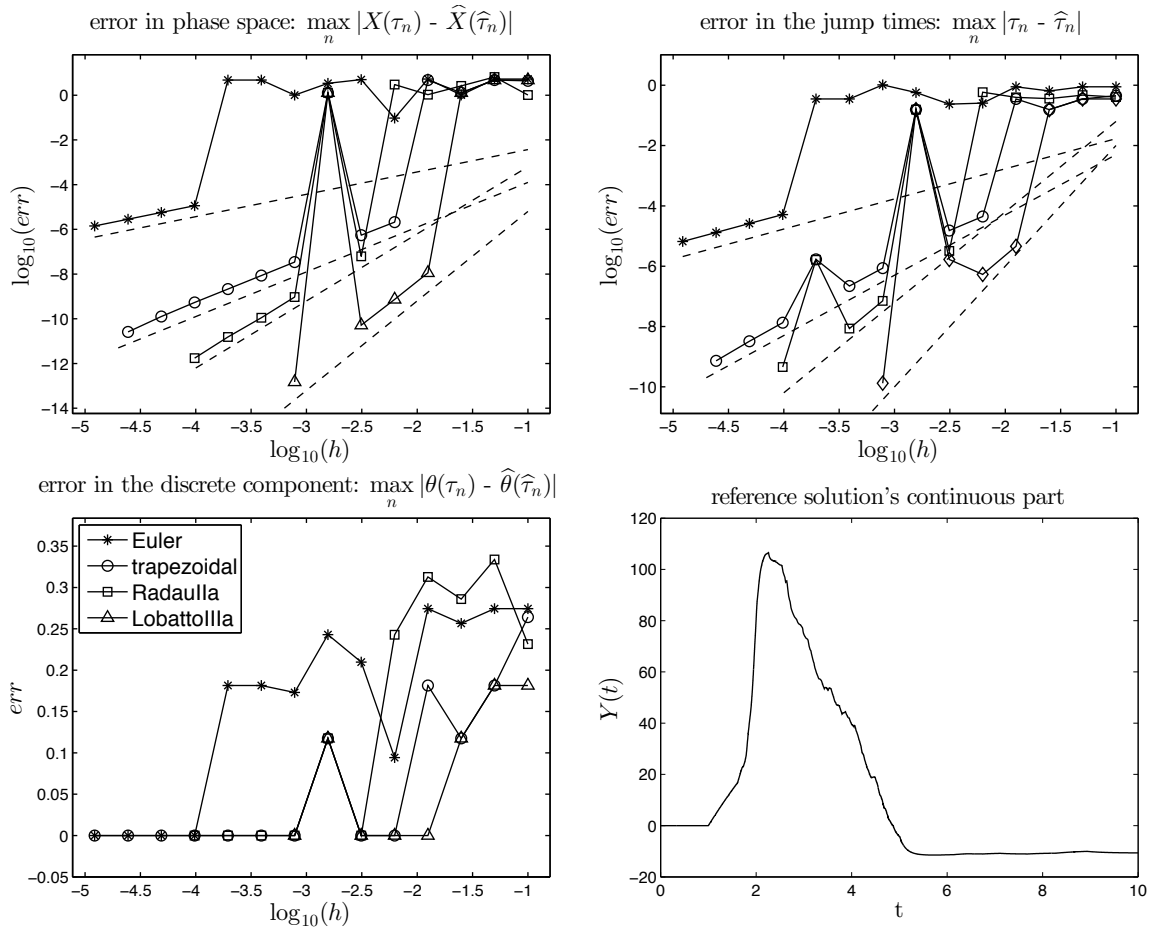 error in phase space: max_n |X(τ_n) - X̂(τ̂_n)|
log₁₀(err)
0
−2
−4
−6
−8
−10
−12
−14
−5 −4.5 −4 −3.5 −3 −2.5 −2 −1.5 −1
log₁₀(h)
error in the jump times: max_n |τ_n - τ̂_n|
log₁₀(err)
0
−2
−4
−6
−8
−10
−5 −4.5 −4 −3.5 −3 −2.5 −2 −1.5 −1
log₁₀(h)
error in the discrete component: max_n |θ(τ_n) - θ̂(τ̂_n)|
err
0.35
0.3
0.25
0.2
0.15
0.1
0.05
0
−0.05
Euler
trapezoidal
RadauIIa
LobattoIIIa
−5 −4.5 −4 −3.5 −3 −2.5 −2 −1.5 −1
log₁₀(h)
reference solution's continuous part
Y(t)
120
100
80
60
40
20
0
−20
0 2 4 6 8 10
t